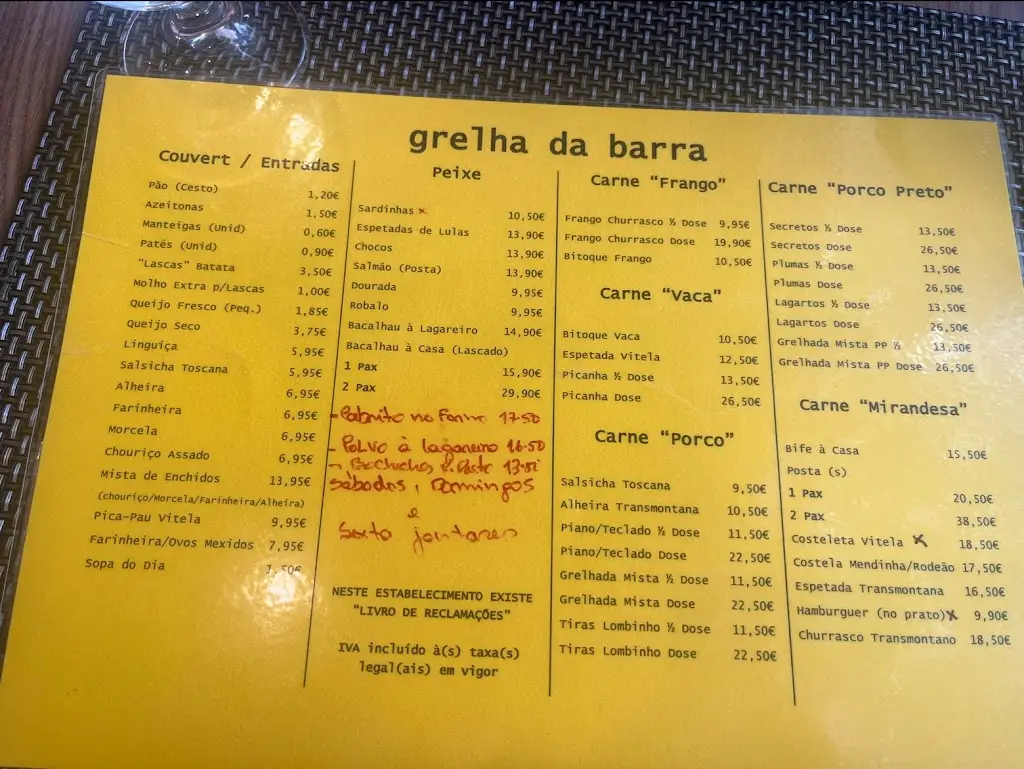 grelha da barra
Couvert / Entradas
Pão (Cesto) 1,20€
Azeitonas 1,50€
Manteigas (Unid) 0,60€
Patés (Unid) 0,90€
"Lascas" Batata 3,50€
Molho Extra p/Lascas 1,00€
Queijo Fresco (Peq.) 1,85€
Queijo Seco 3,75€
Linguiça 5,95€
Salsicha Toscana 5,95€
Alheira 6,95€
Farinheira 6,95€
Morcela 6,95€
Chouriço Assado 6,95€
Mista de Enchidos 13,95€
(chouriço/Morcela/Farinheira/Alheira)
Pica-Pau Vitela 9,95€
Farinheira/Ovos Mexidos 7,95€
Sopa do Dia 1,50€
Peixe
Sardinhas x 10,50€
Espetadas de Lulas 13,90€
Chocos 13,90€
Salmão (Posta) 13,90€
Dourada 9,95€
Robalo 9,95€
Bacalhau à Lagareiro 14,90€
Bacalhau à Casa (Lascado)
1 Pax 15,90€
2 Pax 29,90€
- Cabrito no Forno 17.50
- Polvo à lagareiro 16.50
- P. Preto 13.50
Sábados, Domingos
e
Sexta jantares
NESTE ESTABELECIMENTO EXISTE
"LIVRO DE RECLAMAÇÕES"
IVA incluído à(s) taxa(s)
legal(ais) em vigor
Carne "Frango"
Frango Churrasco ½ Dose 9,95€
Frango Churrasco Dose 19,90€
Bitoque Frango 10,50€
Carne "Vaca"
Bitoque Vaca 10,50€
Espetada Vitela 12,50€
Picanha ½ Dose 13,50€
Picanha Dose 26,50€
Carne "Porco"
Salsicha Toscana 9,50€
Alheira Transmontana 10,50€
Piano/Teclado ½ Dose 11,50€
Piano/Teclado Dose 22,50€
Grelhada Mista ½ Dose 11,50€
Grelhada Mista Dose 22,50€
Tiras Lombinho ½ Dose 11,50€
Tiras Lombinho Dose 22,50€
Carne "Porco Preto"
Secretos ½ Dose 13,50€
Secretos Dose 26,50€
Plumas ½ Dose 13,50€
Plumas Dose 26,50€
Lagartos ½ Dose 13,50€
Lagartos Dose 26,50€
Grelhada Mista PP ½ 13,50€
Grelhada Mista PP Dose 26,50€
Carne "Mirandesa"
Bife à Casa 15,50€
Posta (s)
1 Pax 20,50€
2 Pax 38,50€
Costeleta Vitela x 18,50€
Costela Mendinha/Rodeão 17,50€
Espetada Transmontana 16,50€
Hamburguer (no prato) x 9,90€
Churrasco Transmontano 18,50€